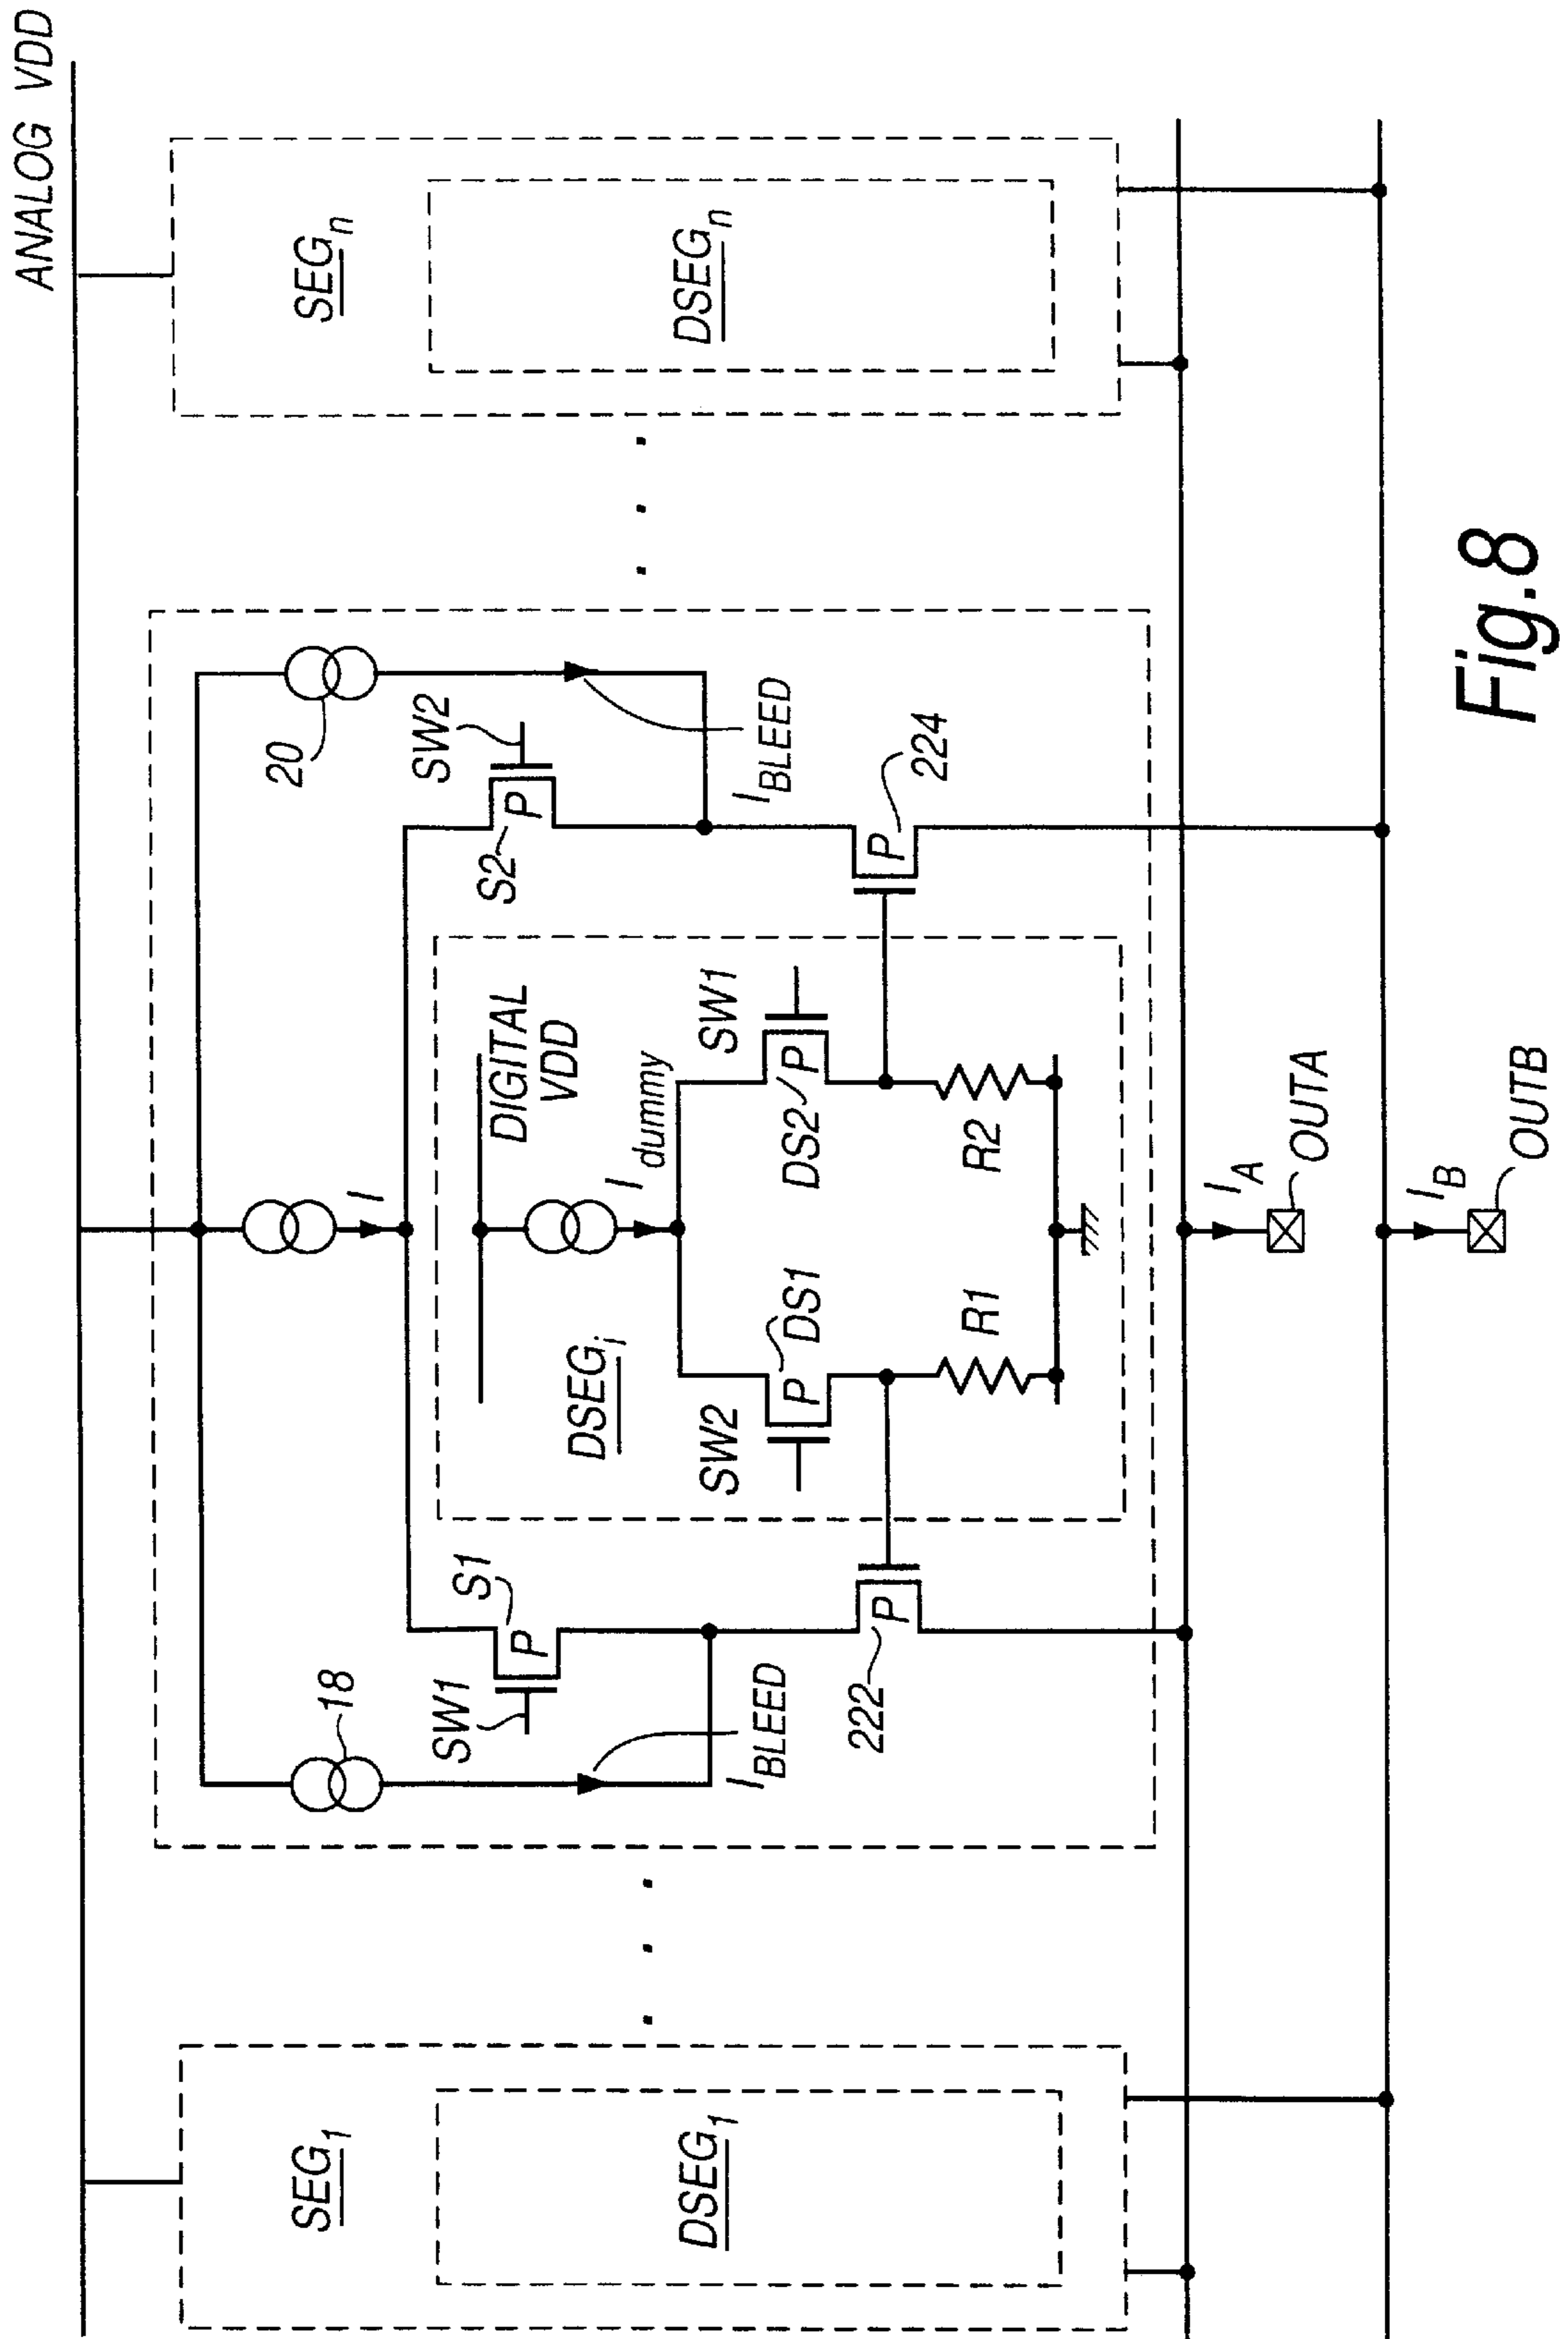 ANALOG VDD
SEG1
DSEG1
18
I
20
SW1
S1
SW2
S2
IBLEED
IBLEED
DIGITAL
VDD
DSEGi
Idummy
SW2
DS1
SW1
DS2
R1
R2
222
224
SEGn
DSEGn
IA
OUTA
IB
OUTB
Fig.8
P
P
P
P
P
P